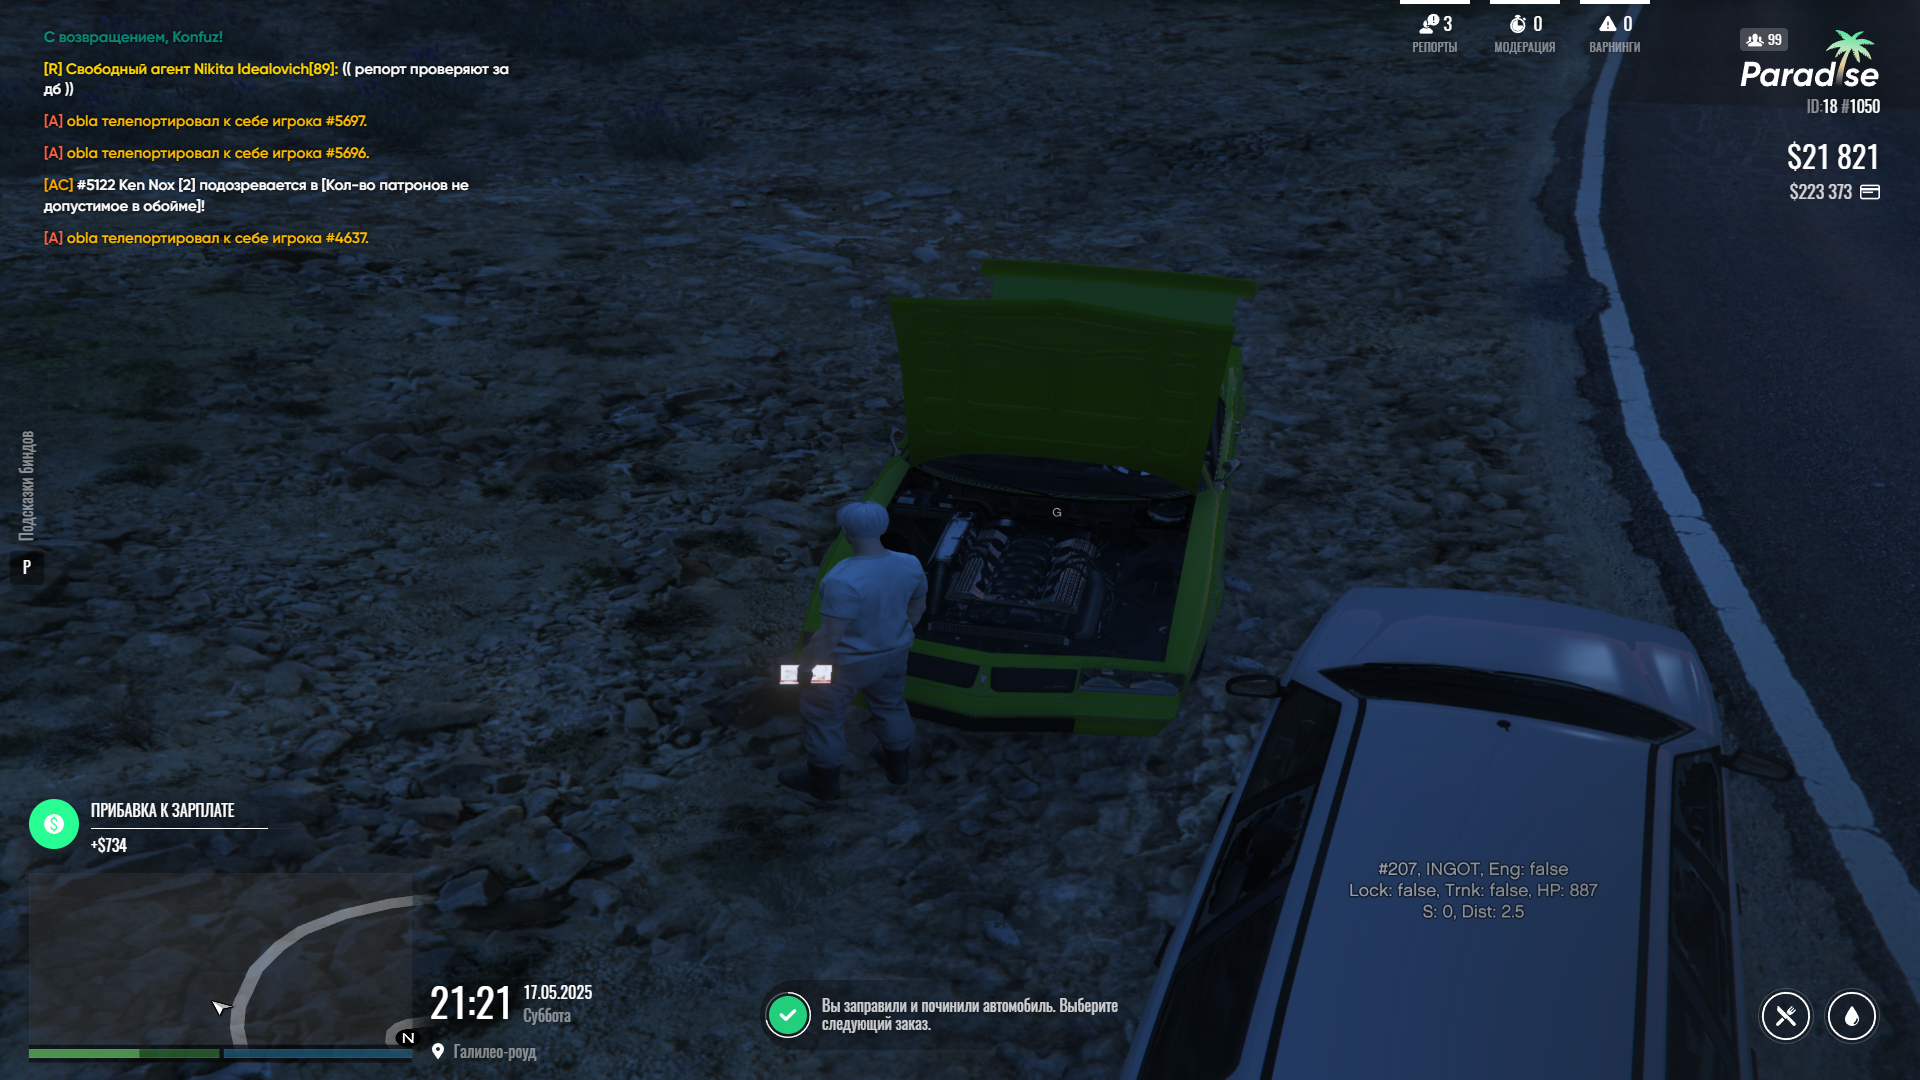 С возвращением, Konfuz!
[R] Свободный агент Nikita Idealovich[89]: (( репорт проверяют за
дб ))
[A] obla телепортировал к себе игрока #5697.
[A] obla телепортировал к себе игрока #5696.
[AC] #5122 Ken Nox [2] подозревается в [Кол-во патронов не
допустимое в обойме]!
[A] obla телепортировал к себе игрока #4637.
3
РЕПОРТЫ
0
МОДЕРАЦИЯ
0
ВАРНИНГИ
99
Paradise
ID:18 #1050
$21 821
$223 373
Подсказки биндов
P
G
ПРИБАВКА К ЗАРПЛАТЕ
+$734
#207, INGOT, Eng: false
Lock: false, Trnk: false, HP: 887
S: 0, Dist: 2.5
N
21:21
17.05.2025
Суббота
Галилео-роуд
Вы заправили и починили автомобиль. Выберите
следующий заказ.